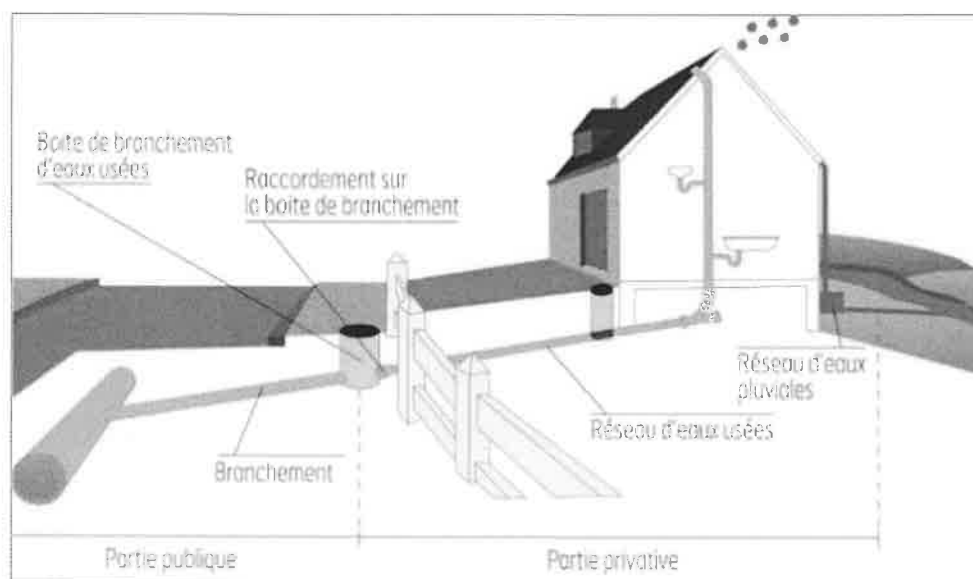 Boite de branchement
d'eaux usées
Raccordement sur
la boite de branchement
Réseau d'eaux
pluviales
Réseau d'eaux usées
Branchement
Partie publique
Partie privative